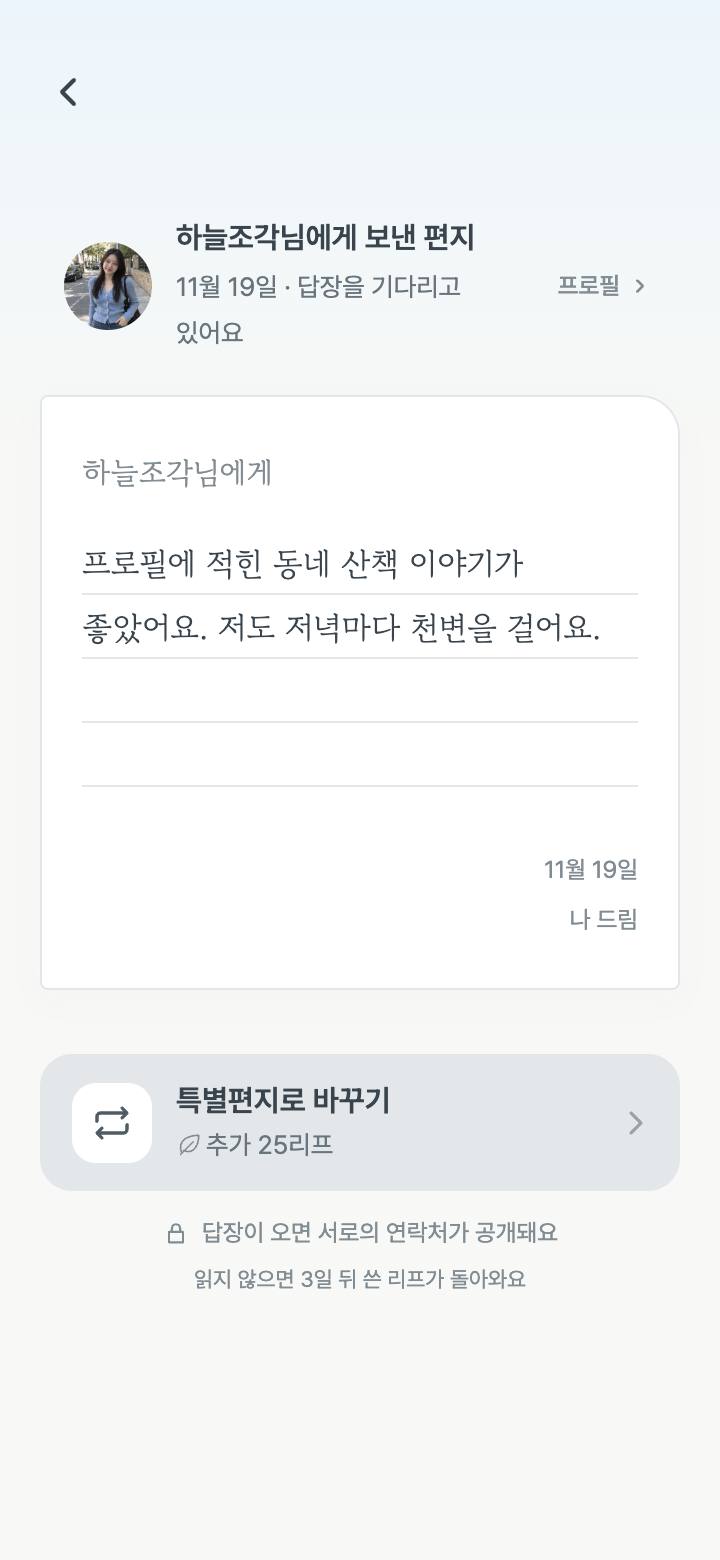 하늘조각님에게 보낸 편지
11월 19일 · 답장을 기다리고
있어요
프로필
하늘조각님에게
프로필에 적힌 동네 산책 이야기가
좋았어요. 저도 저녁마다 천변을 걸어요.
11월 19일
나 드림
특별편지로 바꾸기
추가 25리프
답장이 오면 서로의 연락처가 공개돼요
읽지 않으면 3일 뒤 쓴 리프가 돌아와요